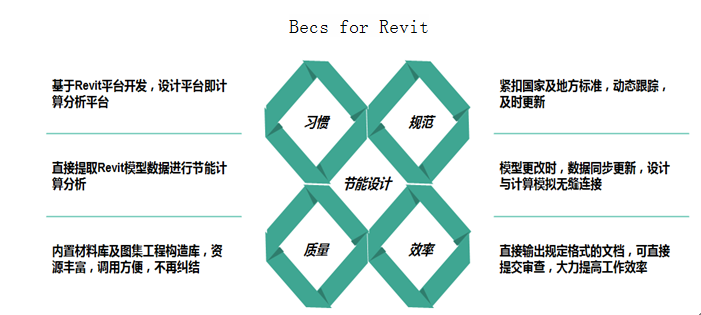 Becs for Revit
基于Revit平台开发，设计平台即计
算分析平台
直接提取Revit模型数据进行节能计
算分析
内置材料库及图集工程构造库，资
源丰富，调用方便，不再纠结
习惯
规范
节能设计
质量
效率
紧扣国家及地方标准，动态跟踪，
及时更新
模型更改时，数据同步更新，设计
与计算模拟无缝连接
直接输出规定格式的文档，可直接
提交审查，大力提高工作效率